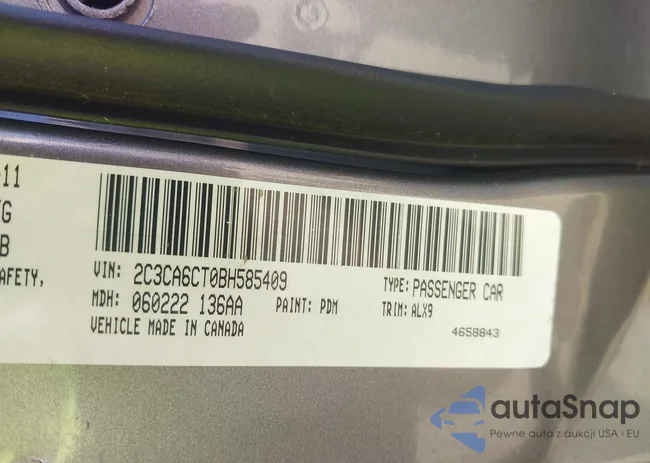 -11
G
B
AFETY,
VIN: 2C3CA6CT0BH585409
TYPE: PASSENGER CAR
MDH: 060222 136AA
PAINT: PDM
TRIM: ALX9
VEHICLE MADE IN CANADA
4658843
autaSnap
Pewne auta z aukcji USA i EU